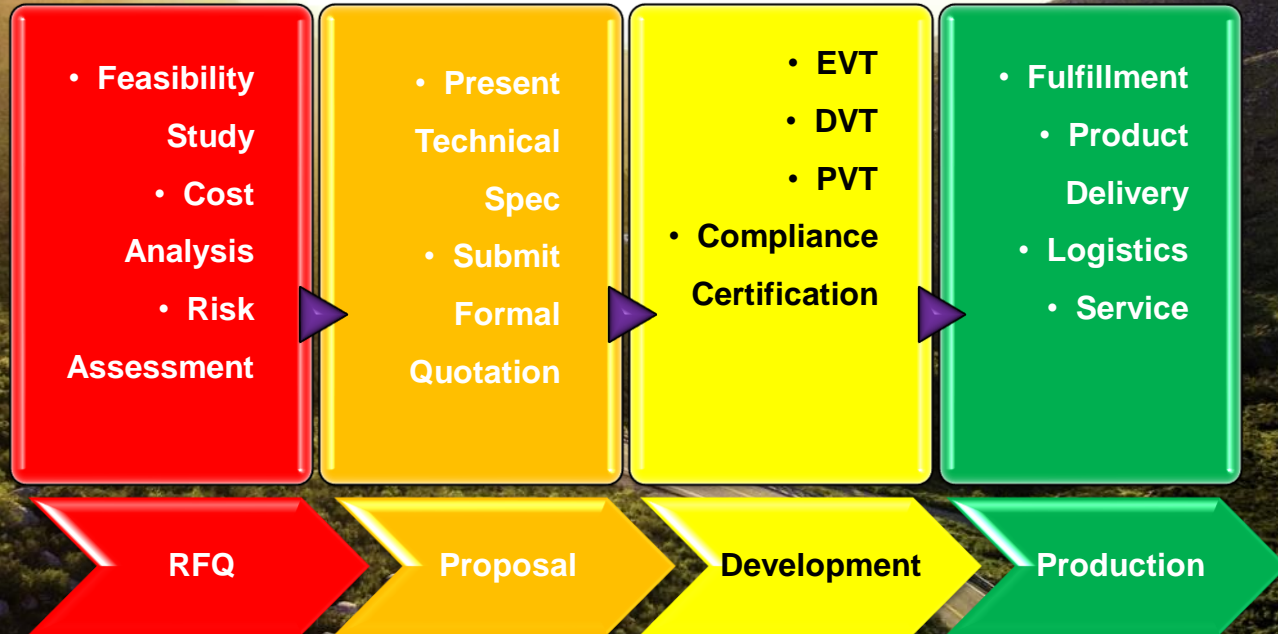 • Feasibility
Study
• Cost
Analysis
• Risk
Assessment
• Present
Technical
Spec
• Submit
Formal
Quotation
• EVT
• DVT
• PVT
• Compliance
Certification
• Fulfillment
• Product
Delivery
• Logistics
• Service
RFQ
Proposal
Development
Production